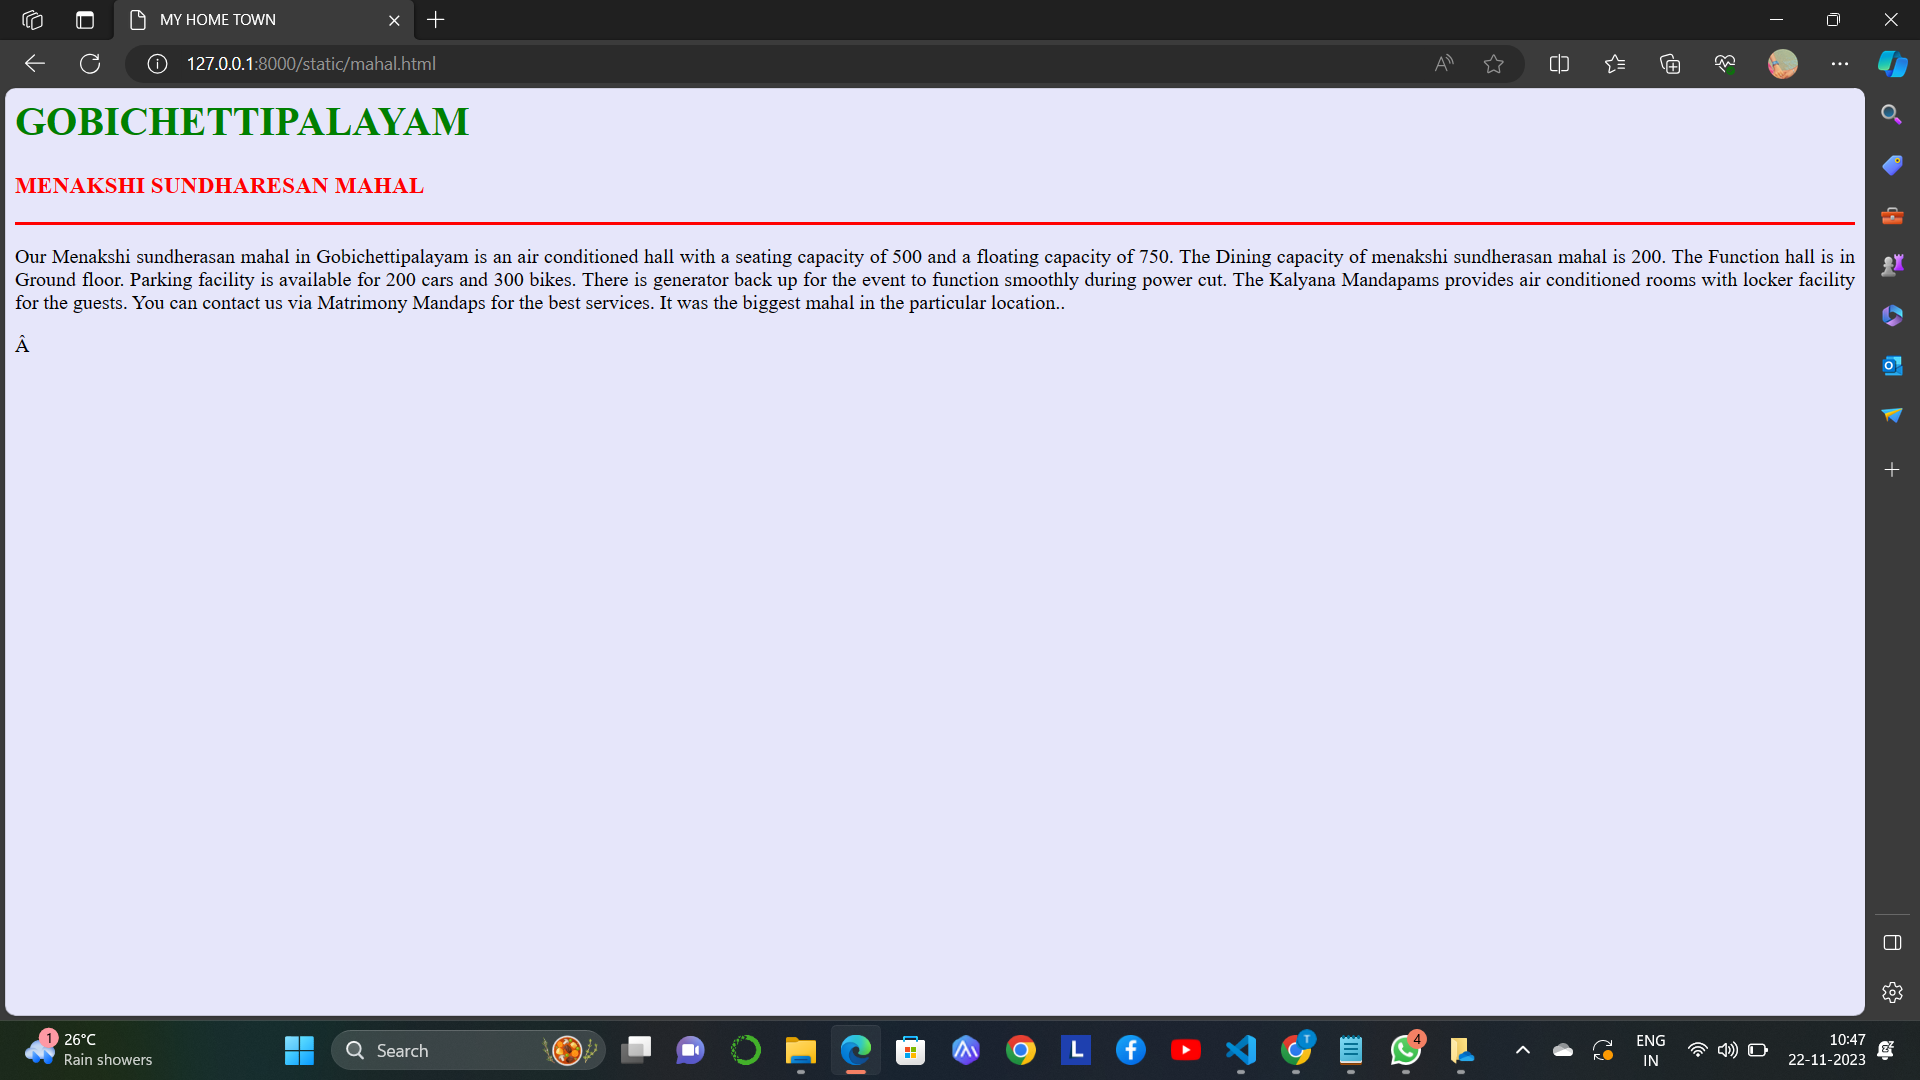 MY HOME TOWN
127.0.0.1:8000/static/mahal.html
GOBICHETTIPALAYAM
MENAKSHI SUNDHARESAN MAHAL
Our Menakshi sundherasan mahal in Gobichettipalayam is an air conditioned hall with a seating capacity of 500 and a floating capacity of 750. The Dining capacity of menakshi sundherasan mahal is 200. The Function hall is in
Ground floor. Parking facility is available for 200 cars and 300 bikes. There is generator back up for the event to function smoothly during power cut. The Kalyana Mandapams provides air conditioned rooms with locker facility
for the guests. You can contact us via Matrimony Mandaps for the best services. It was the biggest mahal in the particular location..
Â
1
26°C
Rain showers
Search
L
T
4
ENG
IN
10:47
22-11-2023